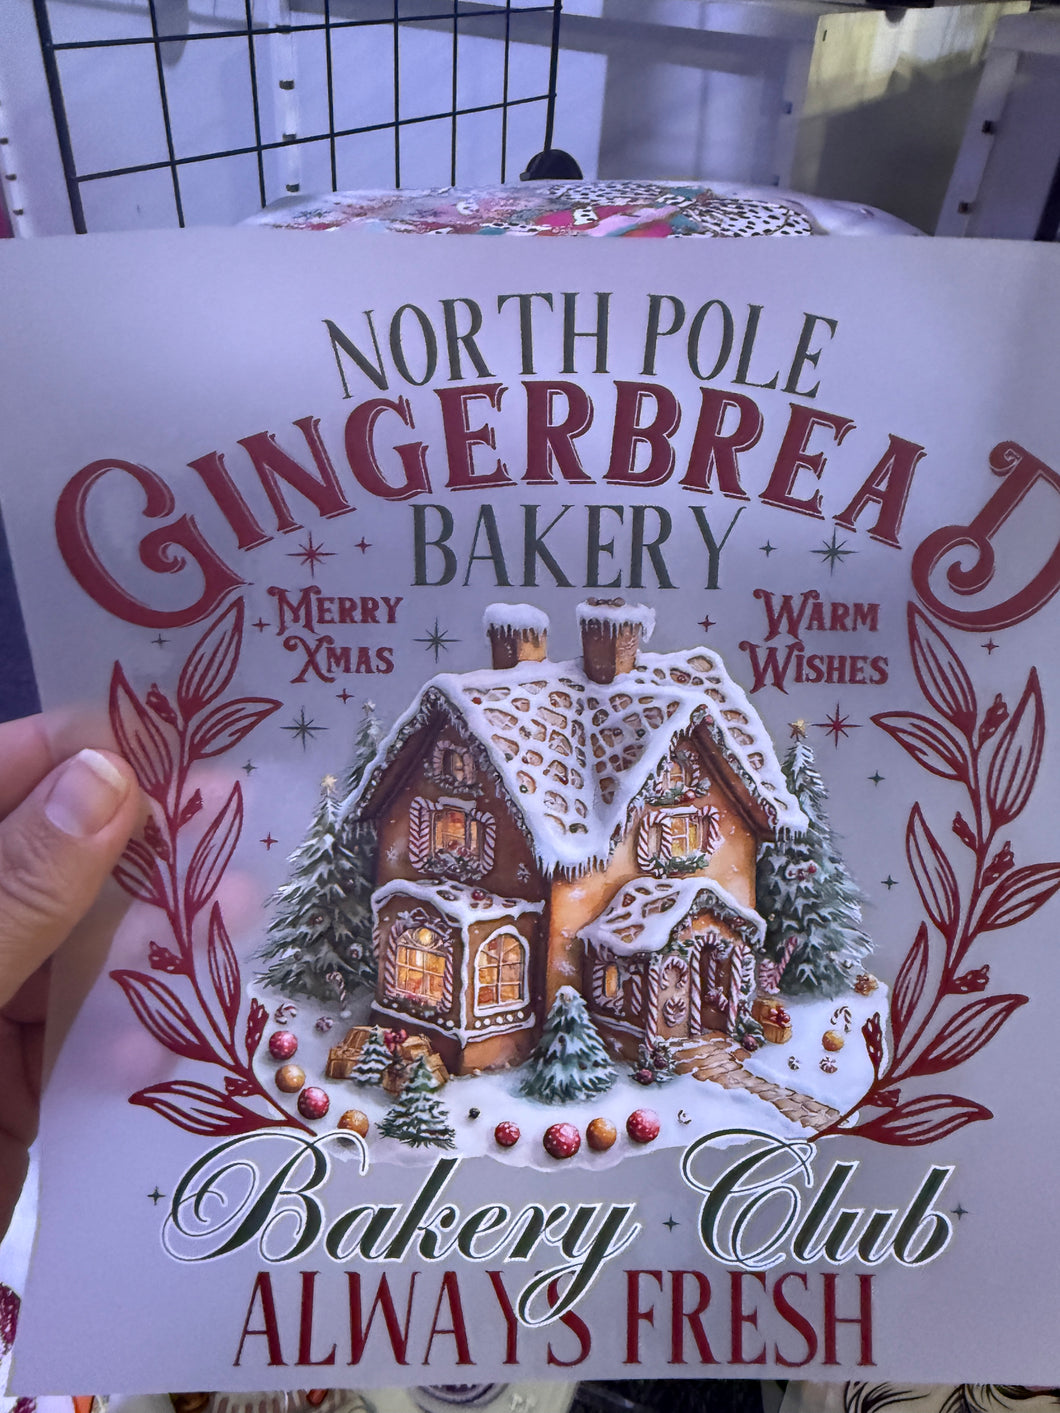 NORTH POLE
GINGERBREAD
BAKERY
MERRY
XMAS
WARM
WISHES
Bakery Club
ALWAYS FRESH